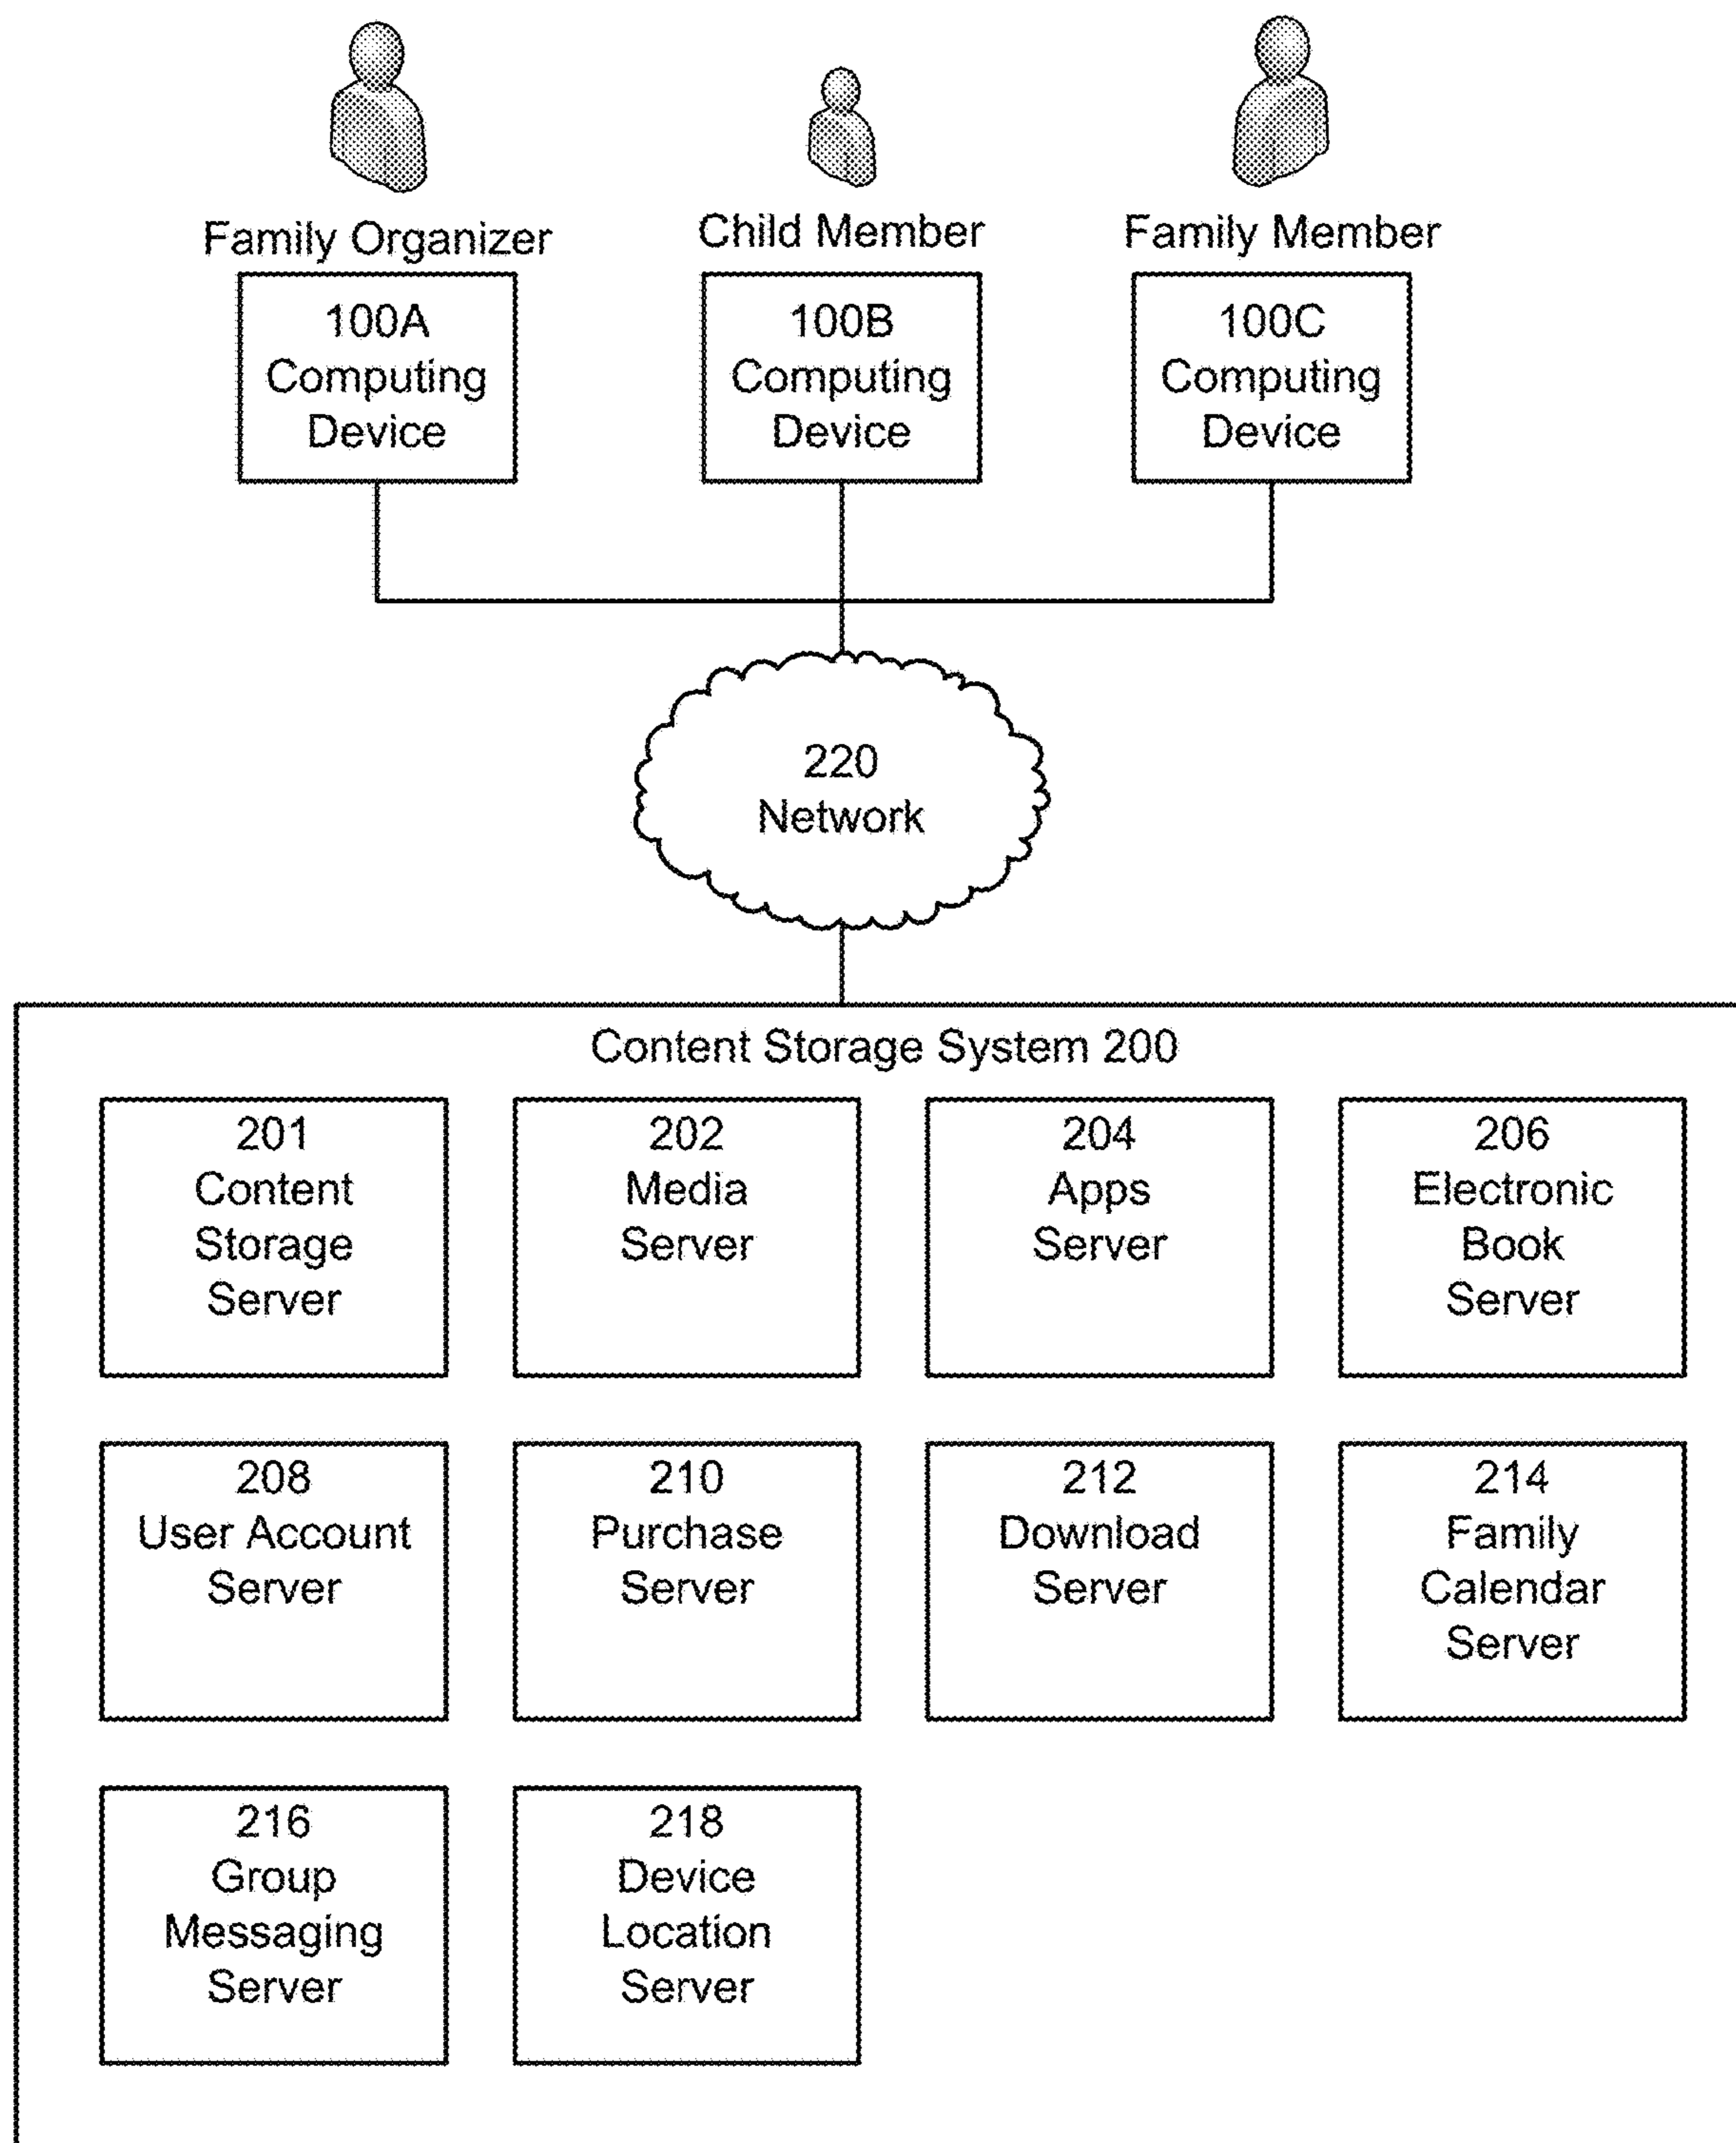 Family Organizer
Child Member
Family Member
100A
Computing
Device
100B
Computing
Device
100C
Computing
Device
220
Network
Content Storage System 200
201
Content
Storage
Server
202
Media
Server
204
Apps
Server
206
Electronic
Book
Server
208
User Account
Server
210
Purchase
Server
212
Download
Server
214
Family
Calendar
Server
216
Group
Messaging
Server
218
Device
Location
Server